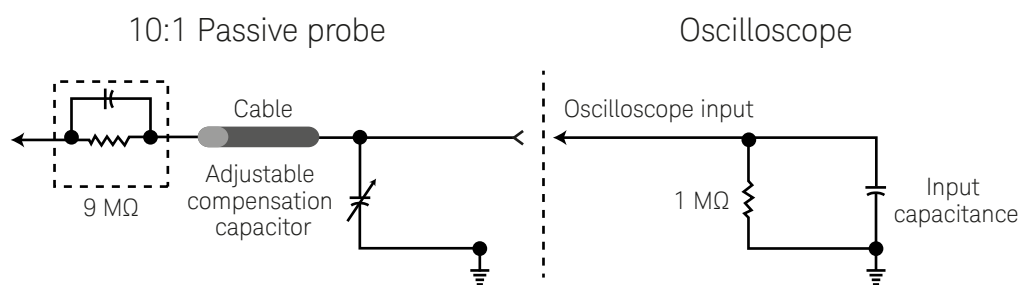 10:1 Passive probe
Oscilloscope
Cable
Oscilloscope input
9 MΩ
Adjustable
compensation
capacitor
1 MΩ
Input
capacitance